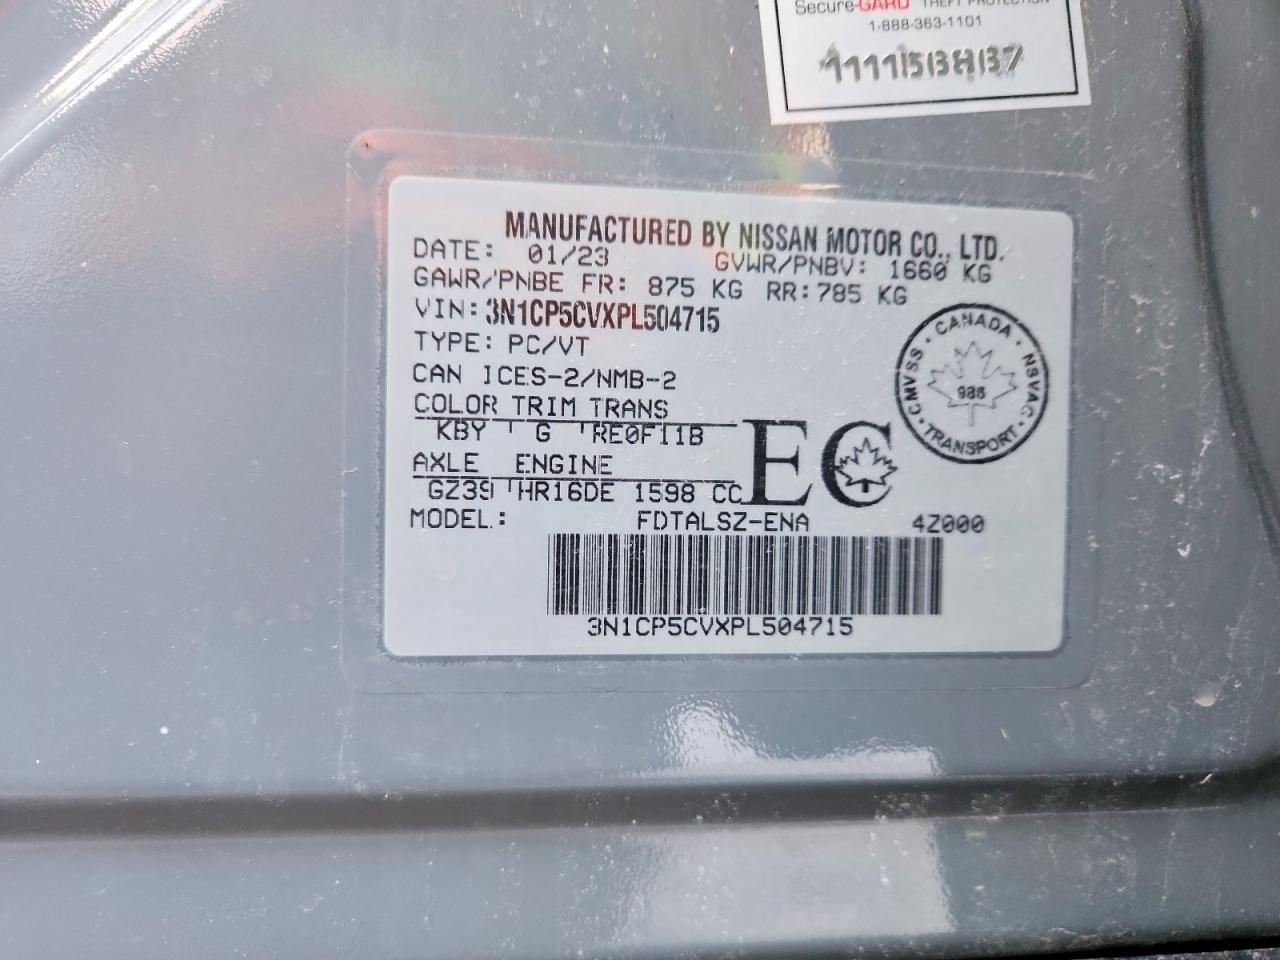 Secure-GARD THEFT PROTECTION
1-888-363-1101
MANUFACTURED BY NISSAN MOTOR CO., LTD.
DATE: 01/23 GVWR/PNBV: 1660 KG
GAWR/PNBE FR: 875 KG RR:785 KG
VIN: 3N1CP5CVXPL504715
TYPE: PC/VT
CAN ICES-2/NMB-2
COLOR TRIM TRANS
KBY G RE0F11B
AXLE ENGINE
GZ39 HR16DE 1598 CC
EC
CANADA
CMVSS NSVAC
TRANSPORT
MODEL: FDTALSZ-ENA 4Z000
3N1CP5CVXPL504715